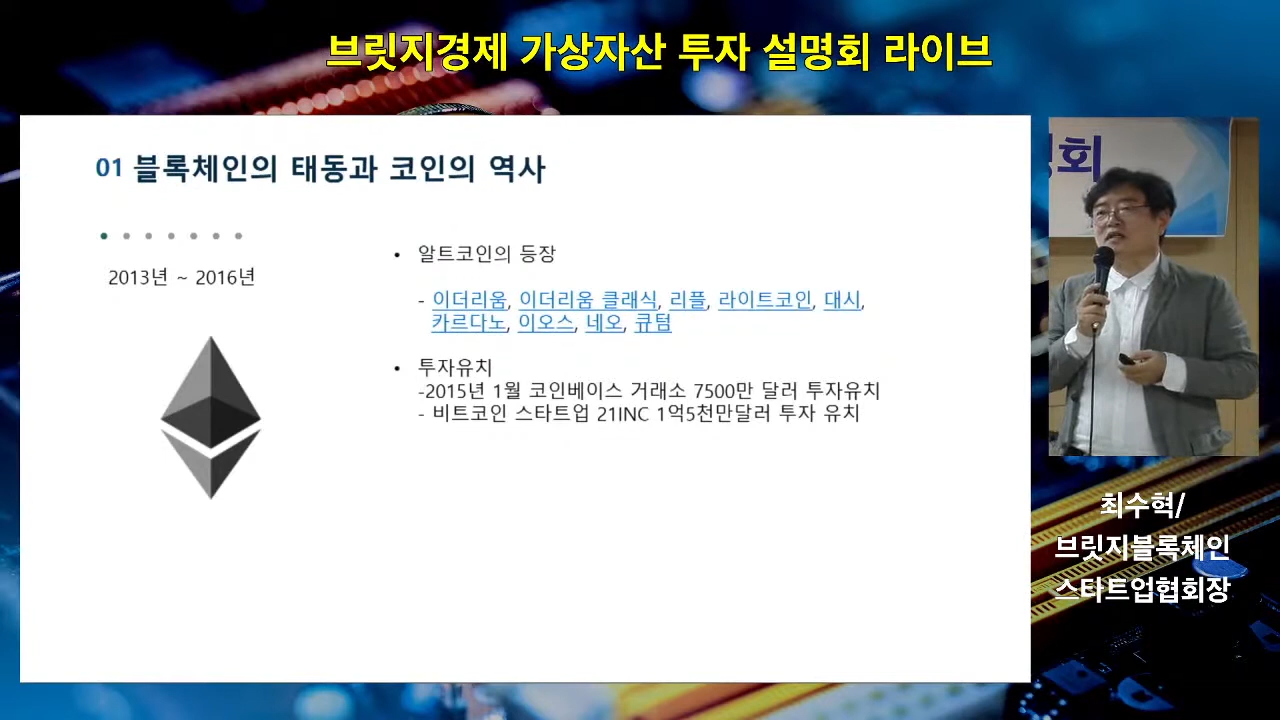 브릿지경제 가상자산 투자 설명회 라이브
01 블록체인의 태동과 코인의 역사
2013년 ~ 2016년
• 알트코인의 등장
- 이더리움, 이더리움 클래식, 리플, 라이트코인, 대시,
카르다노, 이오스, 네오, 큐텀
• 투자유치
-2015년 1월 코인베이스 거래소 7500만 달러 투자유치
- 비트코인 스타트업 21INC 1억5천만달러 투자 유치
회
최수혁/
브릿지블록체인
스타트업협회장